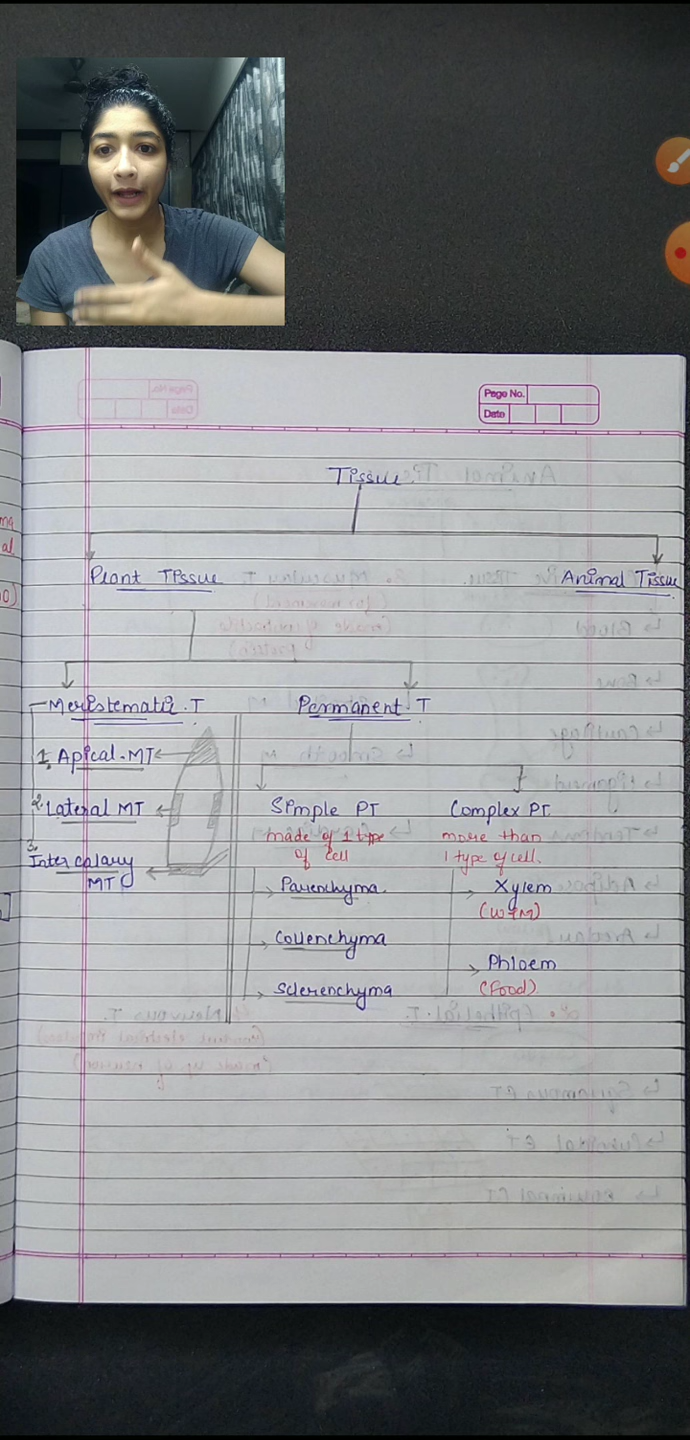 Page No.
Date
Tissue
Plant Tissue
Animal Tissue
Meristematic. T
Permanent. T
1. Apical. MT
2. Lateral MT
3. Intercalary MT
Simple PT
made of 1 type
of cell
Parenchyma.
Collenchyma
Sclerenchyma
Complex PT.
more than
1 type of cell.
Xylem
(W+M)
Phloem
(Food)